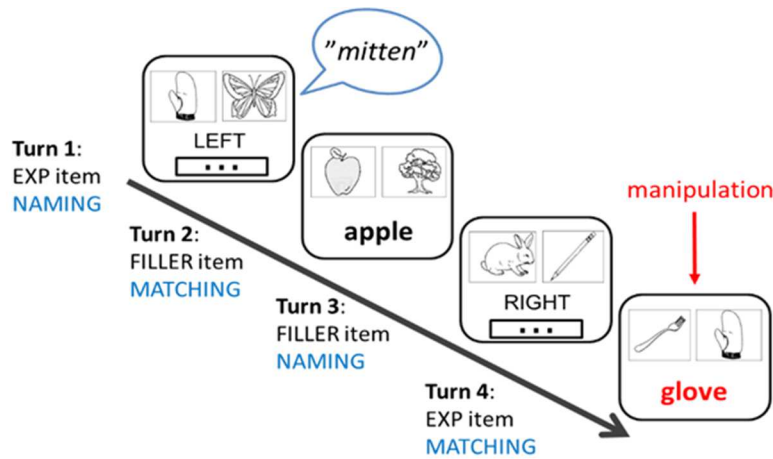 ”mitten”
LEFT
...
Turn 1:
EXP item
NAMING
apple
Turn 2:
FILLER item
MATCHING
RIGHT
...
Turn 3:
FILLER item
NAMING
manipulation
glove
Turn 4:
EXP item
MATCHING